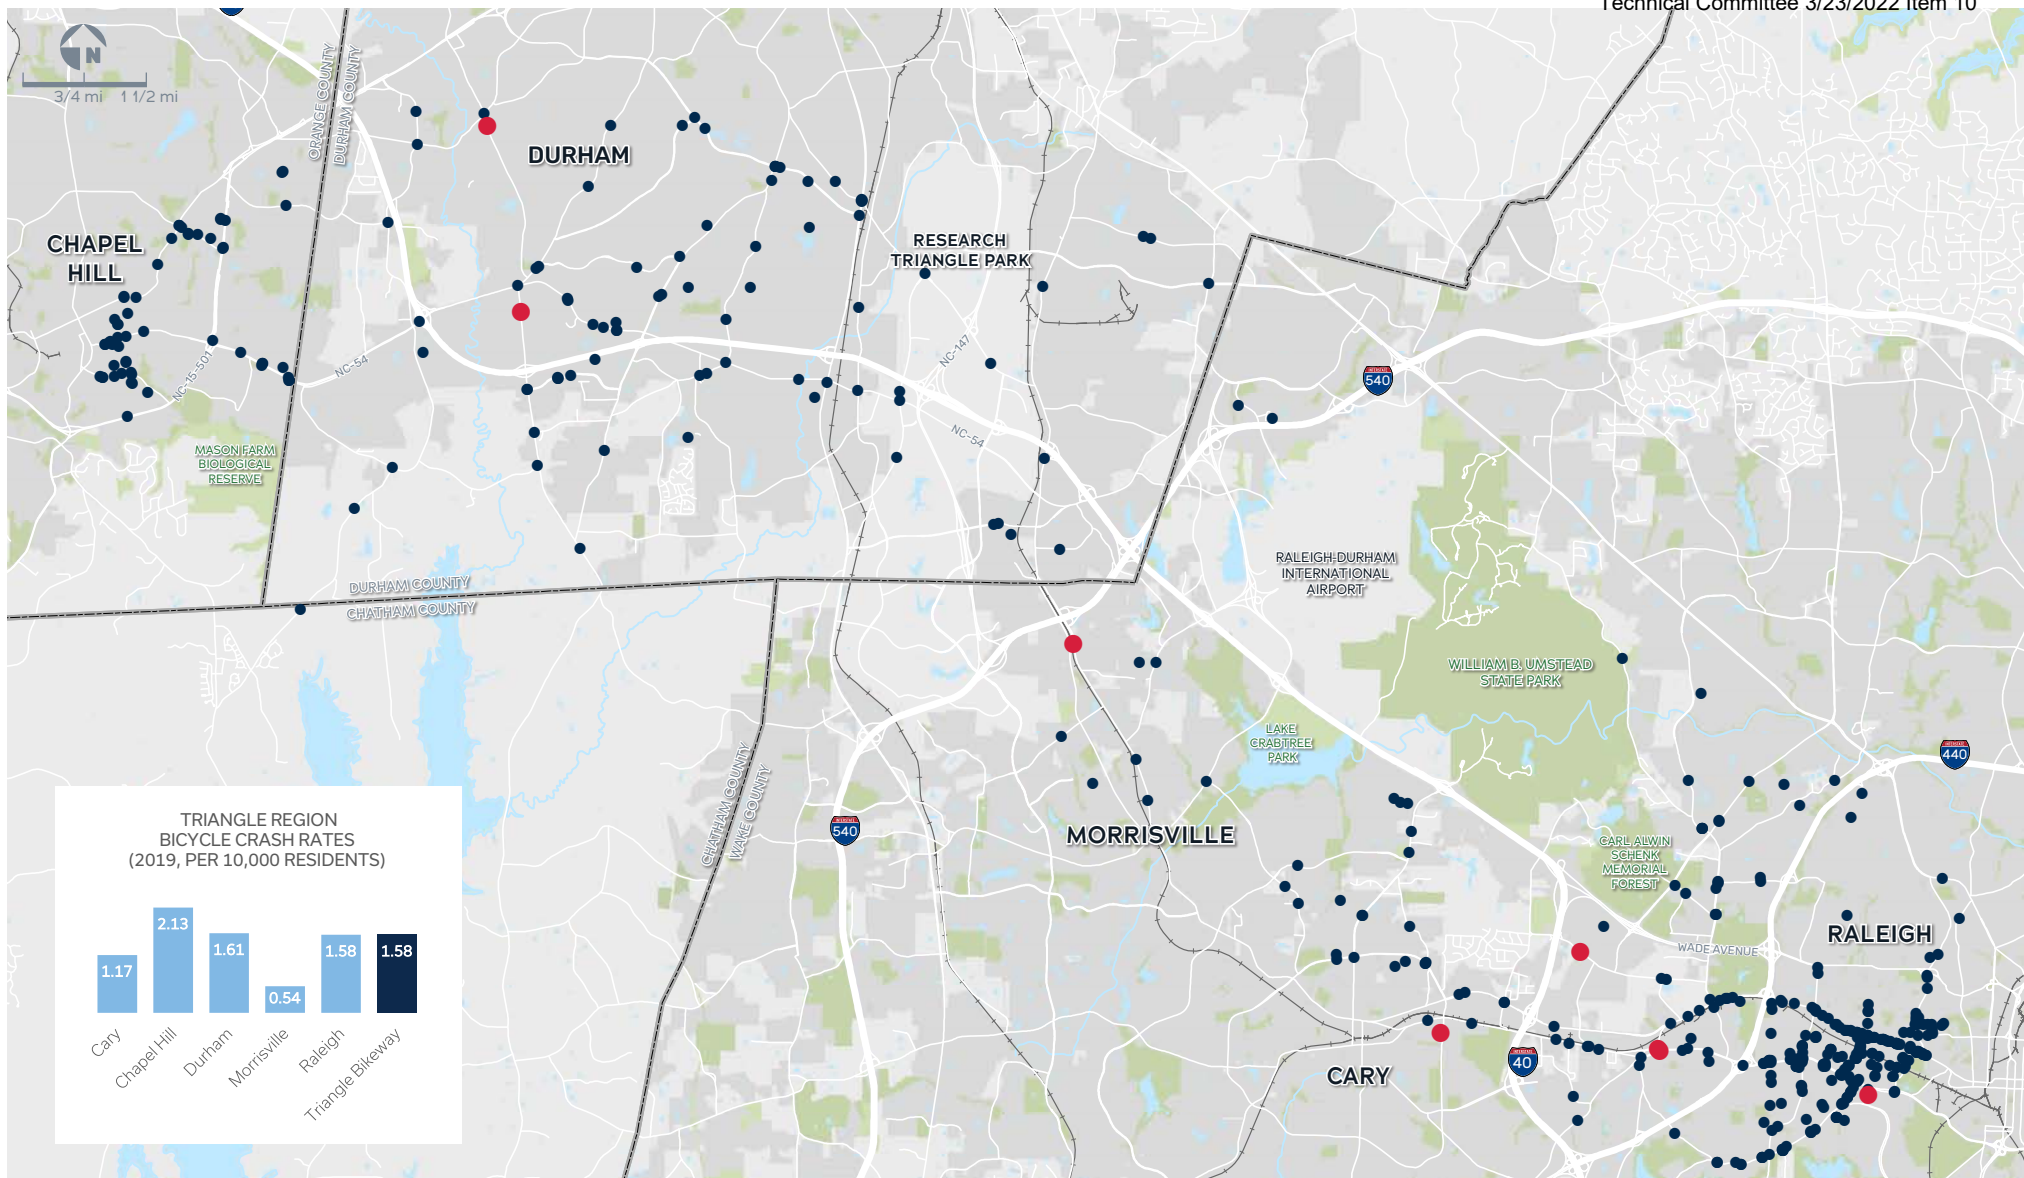 Technical Committee 3/23/2022 Item 10
N
3/4 mi 1 1/2 mi
ORANGE COUNTY
DURHAM COUNTY
DURHAM
CHAPEL
HILL
RESEARCH
TRIANGLE PARK
NC-147
NC-15-501
NC-54
INTERSTATE
540
NC-54
MASON FARM
BIOLOGICAL
RESERVE
RALEIGH-DURHAM
INTERNATIONAL
AIRPORT
DURHAM COUNTY
CHATHAM COUNTY
WILLIAM B. UMSTEAD
STATE PARK
LAKE
CRABTREE
PARK
INTERSTATE
440
CHATHAM COUNTY
WAKE COUNTY
INTERSTATE
540
MORRISVILLE
CARL ALWIN
SCHENK
MEMORIAL
FOREST
RALEIGH
WADE AVENUE
INTERSTATE
40
CARY
TRIANGLE REGION
BICYCLE CRASH RATES
(2019, PER 10,000 RESIDENTS)
1.17
2.13
1.61
0.54
1.58
1.58
Cary
Chapel Hill
Durham
Morrisville
Raleigh
Triangle Bikeway